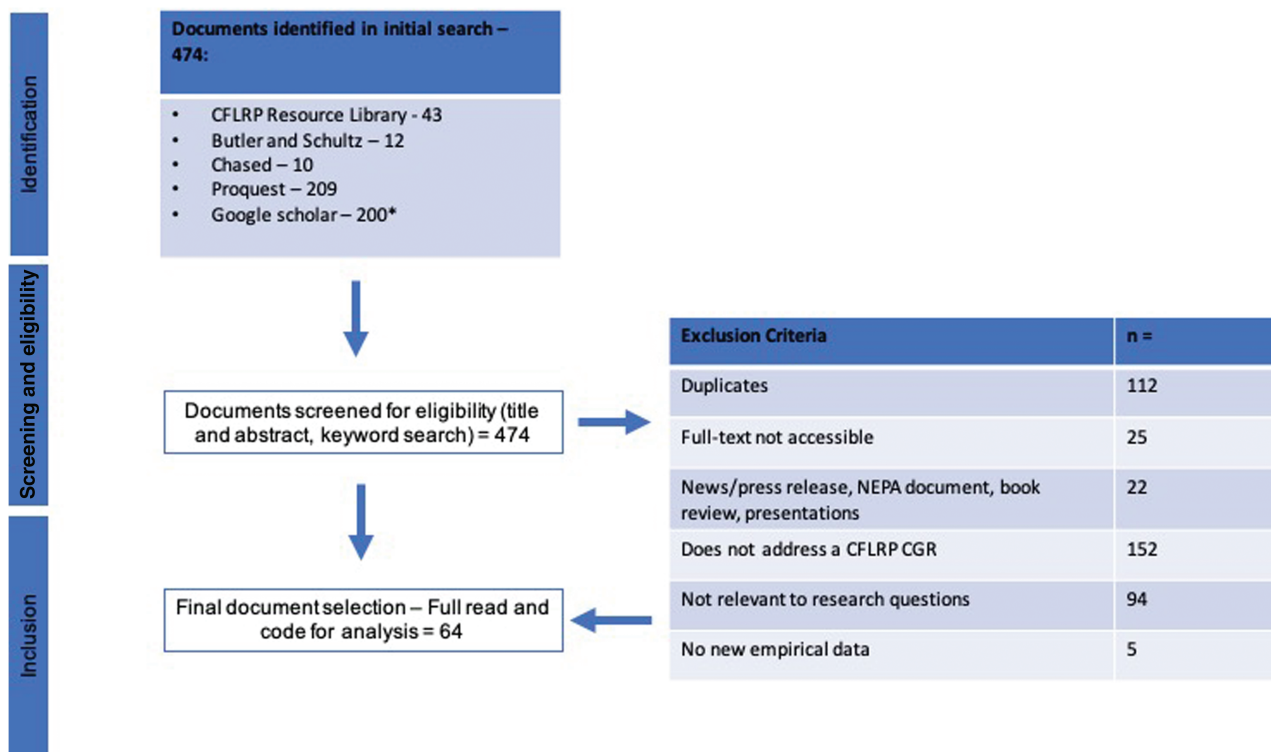 Identification
Documents identified in initial search –
474:
• CFLRP Resource Library - 43
• Butler and Schultz – 12
• Chased – 10
• Proquest – 209
• Google scholar – 200*
Screening and eligibility
Documents screened for eligibility (title
and abstract, keyword search) = 474
Exclusion Criteria n =
Duplicates 112
Full-text not accessible 25
News/press release, NEPA document, book
review, presentations 22
Does not address a CFLRP CGR 152
Not relevant to research questions 94
No new empirical data 5
Inclusion
Final document selection – Full read and
code for analysis = 64